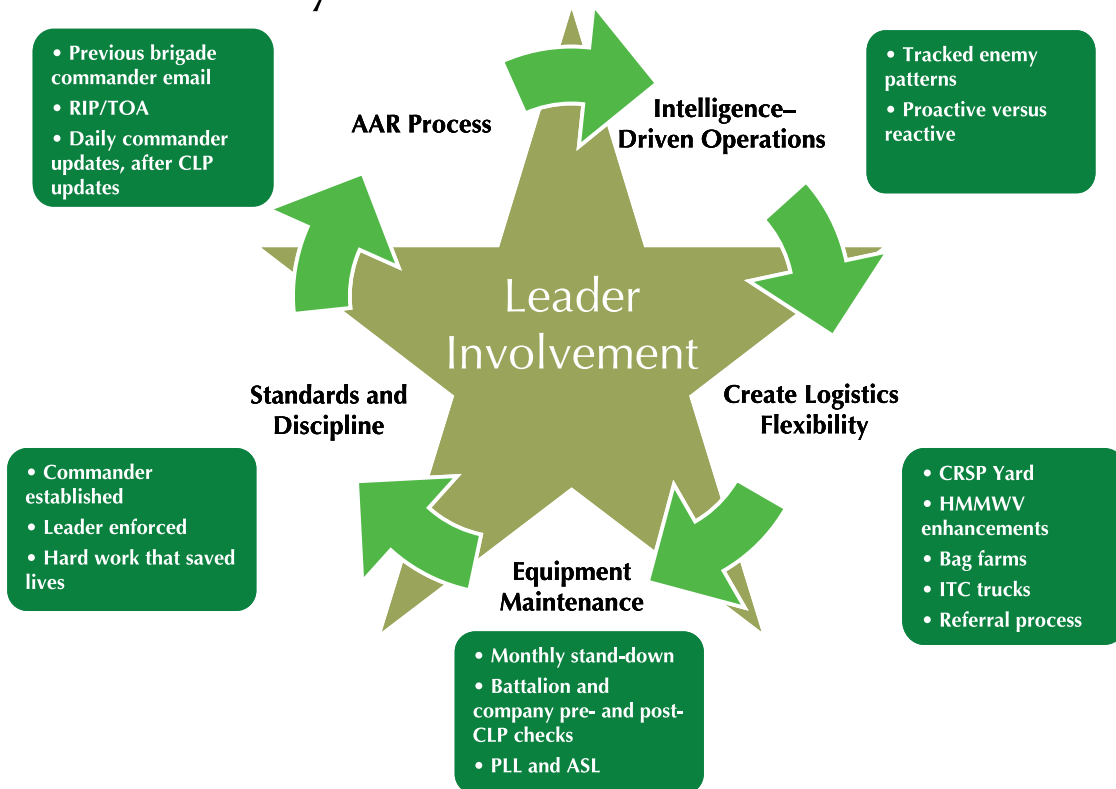 • Previous brigade
commander email
• RIP/TOA
• Daily commander
updates, after CLP
updates
AAR Process
Intelligence–
Driven Operations
• Tracked enemy
patterns
• Proactive versus
reactive
Leader
Involvement
Standards and
Discipline
Create Logistics
Flexibility
• Commander
established
• Leader enforced
• Hard work that saved
lives
Equipment
Maintenance
• CRSP Yard
• HMMWV
enhancements
• Bag farms
• ITC trucks
• Referral process
• Monthly stand-down
• Battalion and
company pre- and post-
CLP checks
• PLL and ASL